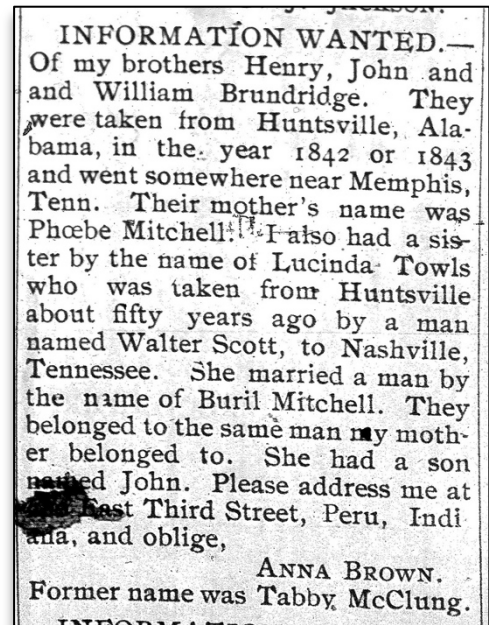 JACKSON.
INFORMATION WANTED.—
Of my brothers Henry, John and
and William Brundridge. They
were taken from Huntsville, Ala-
bama, in the year 1842 or 1843
and went somewhere near Memphis,
Tenn. Their mother's name was
Phœbe Mitchell. I also had a sis-
ter by the name of Lucinda Towls
who was taken from Huntsville
about fifty years ago by a man
named Walter Scott, to Nashville,
Tennessee. She married a man by
the name of Buril Mitchell. They
belonged to the same man my moth-
er belonged to. She had a son
named John. Please address me at
East Third Street, Peru, Indi
ana, and oblige,
ANNA BROWN.
Former name was Tabby McClung.